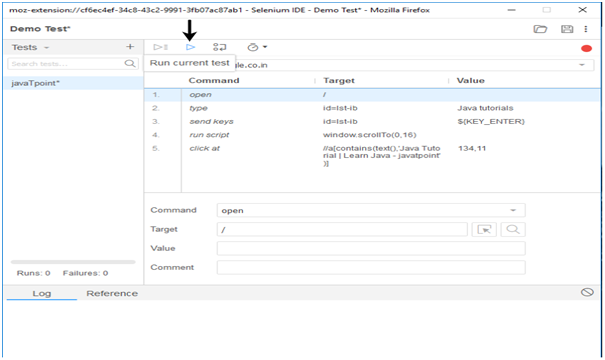 moz-extension://cf6ec4ef-34c8-43c2-9991-3fb07ac87ab1 - Selenium IDE - Demo Test* - Mozilla Firefox
Demo Test*
Tests
Search tests...
javaTpoint*
Run current test
gle.co.in
Command Target Value
1. open /
2. type id=lst-ib Java tutorials
3. send keys id=lst-ib ${KEY_ENTER}
4. run script window.scrollTo(0,16)
5. click at //a[contains(text(),'Java Tuto 134,11
rial | Learn Java - javatpoint'
)]
Command open
Target /
Value
Comment
Runs: 0 Failures: 0
Log Reference